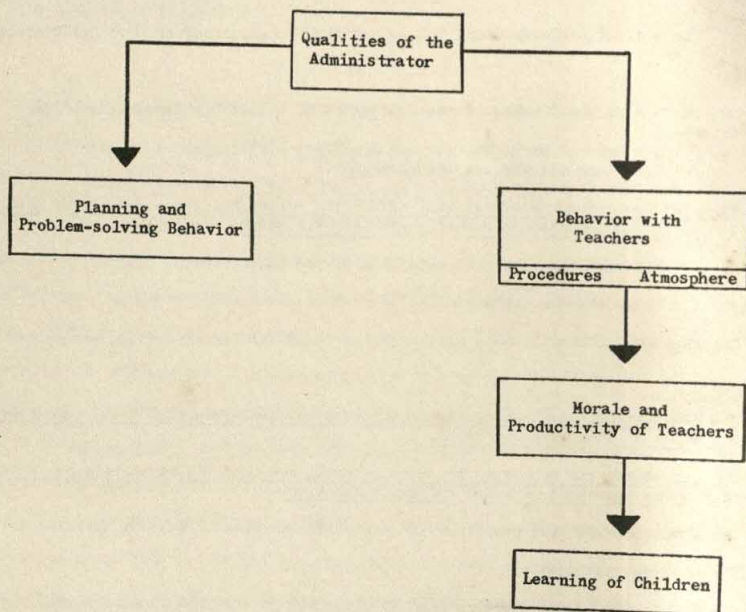 Qualities of the
Administrator
Planning and
Problem-solving Behavior
Behavior with
Teachers
Procedures Atmosphere
Morale and
Productivity of Teachers
Learning of Children